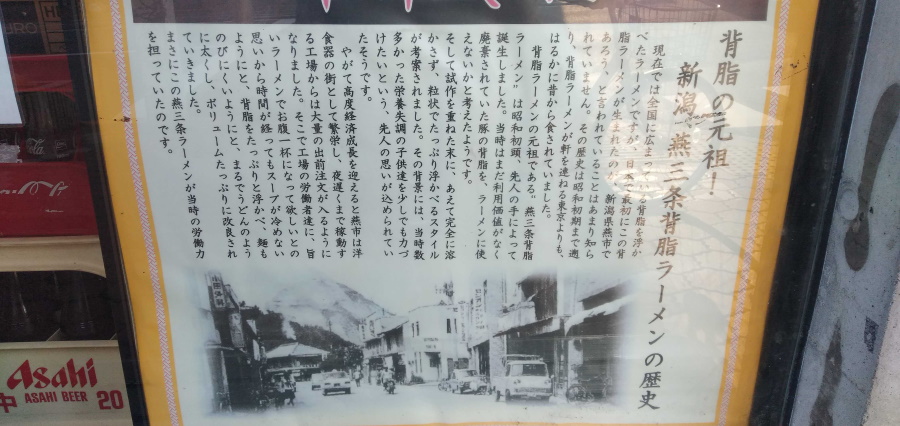 背脂の元祖!
新潟 燕三条背脂ラーメンの歴史
現在では全国に広まっている背脂を浮か
べたラーメンですが、日本で最初にこの背
脂ラーメンが生まれたのが、新潟県燕市で
あろう、と言われていることはあまり知ら
れていません。その歴史は昭和初期まで遡
り、背脂ラーメンが軒を連ねる東京よりも、
はるかに昔から食されていました。
背脂ラーメンの元祖である"燕三条背脂
ラーメン"は昭和初頭、先人の手によって
誕生しました。当時はまだ利用価値がなく
廃棄されていた豚の背脂を、ラーメンに使
えないかと考えたようです。
そして試作を重ねた末に、あえて完全に溶
かさず、粒状でたっぷり浮かべるスタイル
が考案されました。その背景には、当時数
多かった栄養失調の子供達を少しでも力づ
けたいという、先人の思いが込められてい
たそうです。
やがて高度経済成長を迎えると燕市は洋
食器の街として繁栄し、夜遅くまで稼動す
る工場からは大量の出前注文が入るように
なりました。そこで工場の労働者達に、旨
いラーメンでお腹一杯になって欲しいとの
思いから時間が経ってもスープが冷めない
ようにと、背脂をたっぷりと浮かべ、麺も
のびにくいようにと、まるでうどんのよう
に太くし、ボリュームたっぷりに改良され
ていきました。
まさにこの燕三条ラーメンが当時の労働力
を担っていたのです。
Asahi
中 ASAHI BEER 20